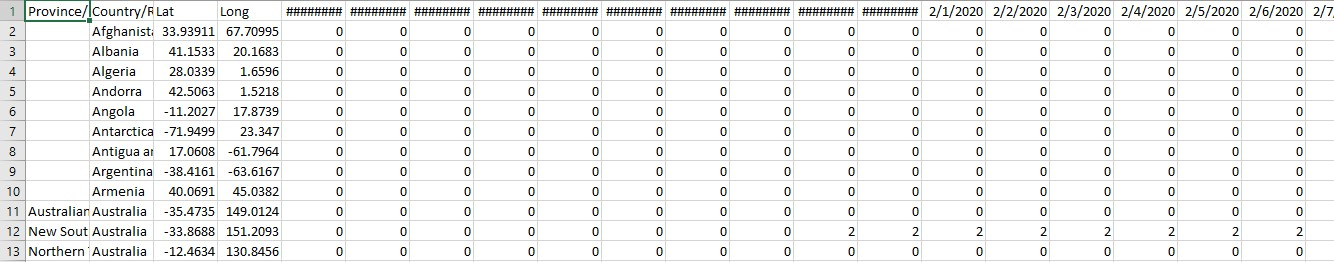 1 Province/ Country/R Lat Long ######## ######## ######## ######## ######## ######## ######## ######## ######## ######## 2/1/2020 2/2/2020 2/3/2020 2/4/2020 2/5/2020 2/6/2020 2/7/
2 Afghanista 33.93911 67.70995 0 0 0 0 0 0 0 0 0 0 0 0 0 0 0 0
3 Albania 41.1533 20.1683 0 0 0 0 0 0 0 0 0 0 0 0 0 0 0 0
4 Algeria 28.0339 1.6596 0 0 0 0 0 0 0 0 0 0 0 0 0 0 0 0
5 Andorra 42.5063 1.5218 0 0 0 0 0 0 0 0 0 0 0 0 0 0 0 0
6 Angola -11.2027 17.8739 0 0 0 0 0 0 0 0 0 0 0 0 0 0 0 0
7 Antarctica -71.9499 23.347 0 0 0 0 0 0 0 0 0 0 0 0 0 0 0 0
8 Antigua ar 17.0608 -61.7964 0 0 0 0 0 0 0 0 0 0 0 0 0 0 0 0
9 Argentina -38.4161 -63.6167 0 0 0 0 0 0 0 0 0 0 0 0 0 0 0 0
10 Armenia 40.0691 45.0382 0 0 0 0 0 0 0 0 0 0 0 0 0 0 0 0
11 Australian Australia -35.4735 149.0124 0 0 0 0 0 0 0 0 0 0 0 0 0 0 0 0
12 New Sout Australia -33.8688 151.2093 0 0 0 0 0 0 0 0 2 2 2 2 2 2 2 2
13 Northern Australia -12.4634 130.8456 0 0 0 0 0 0 0 0 0 0 0 0 0 0 0 0